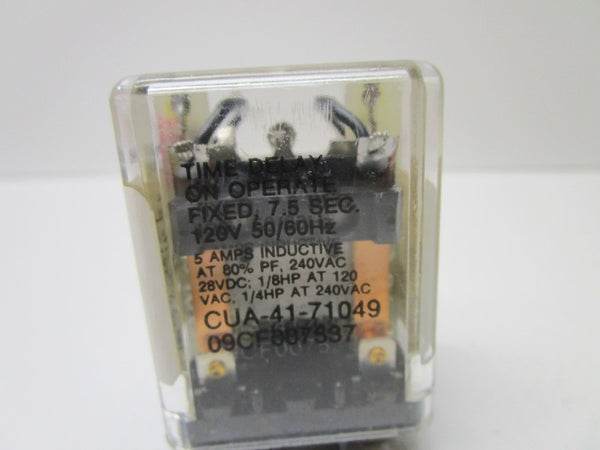 TIME DELAY
ON OPERATE
FIXED, 7.5 SEC.
120V 50/60Hz
5 AMPS INDUCTIVE
AT 80% PF, 240VAC
28VDC; 1/8HP AT 120
VAC, 1/4HP AT 240VAC
CUA-41-71049
09CF007337